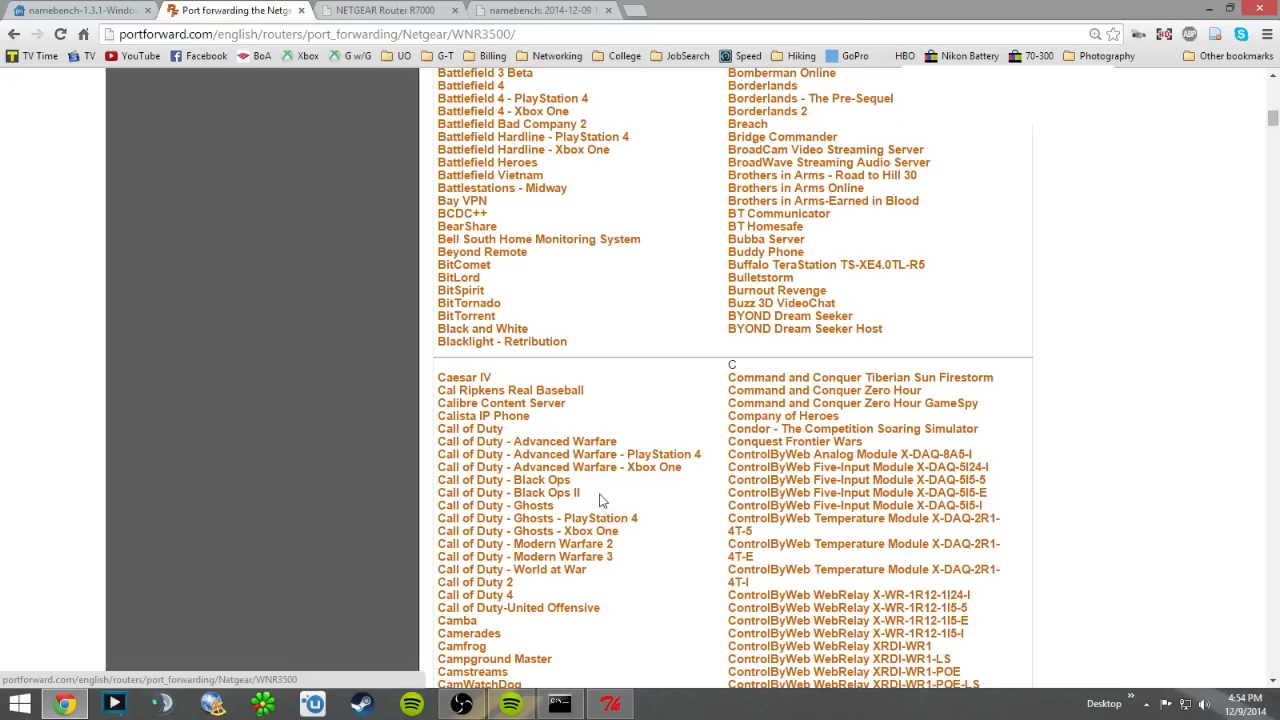 namebench-1.3.1-Windo
Port forwarding the Netge
NETGEAR Router R7000
namebench: 2014-12-09 1
portforward.com/english/routers/port_forwarding/Netgear/WNR3500/
TV Time
Ts
YouTube
Facebook
BoA
Xbox
G w/G
UO
G-T
Billing
Networking
College
JobSearch
Speed
Hiking
GoPro
HBO
Nikon Battery
70-300
Photography
Other bookmarks
Battlefield 3 Beta
Battlefield 4
Battlefield 4 - PlayStation 4
Battlefield 4 - Xbox One
Battlefield Bad Company 2
Battlefield Hardline - PlayStation 4
Battlefield Hardline - Xbox One
Battlefield Heroes
Battlefield Vietnam
Battlestations - Midway
Bay VPN
BCDC++
BearShare
Bell South Home Monitoring System
Beyond Remote
BitComet
BitLord
BitSpirit
BitTornado
BitTorrent
Black and White
Blacklight - Retribution
Bomberman Online
Borderlands
Borderlands - The Pre-Sequel
Borderlands 2
Breach
Bridge Commander
BroadCam Video Streaming Server
BroadWave Streaming Audio Server
Brothers in Arms - Road to Hill 30
Brothers in Arms Online
Brothers in Arms-Earned in Blood
BT Communicator
BT Homesafe
Bubba Server
Buddy Phone
Buffalo TeraStation TS-XE4.0TL-R5
Bulletstorm
Burnout Revenge
Buzz 3D VideoChat
BYOND Dream Seeker
BYOND Dream Seeker Host
C
Caesar IV
Cal Ripkens Real Baseball
Calibre Content Server
Calista IP Phone
Call of Duty
Call of Duty - Advanced Warfare
Call of Duty - Advanced Warfare - PlayStation 4
Call of Duty - Advanced Warfare - Xbox One
Call of Duty - Black Ops
Call of Duty - Black Ops II
Call of Duty - Ghosts
Call of Duty - Ghosts - PlayStation 4
Call of Duty - Ghosts - Xbox One
Call of Duty - Modern Warfare 2
Call of Duty - Modern Warfare 3
Call of Duty - World at War
Call of Duty 2
Call of Duty 4
Call of Duty-United Offensive
Camba
Camerades
Camfrog
Campground Master
Camstreams
CamWatchDog
Command and Conquer Tiberian Sun Firestorm
Command and Conquer Zero Hour
Command and Conquer Zero Hour GameSpy
Company of Heroes
Condor - The Competition Soaring Simulator
Conquest Frontier Wars
ControlByWeb Analog Module X-DAQ-8A5-I
ControlByWeb Five-Input Module X-DAQ-5I24-I
ControlByWeb Five-Input Module X-DAQ-5I5-5
ControlByWeb Five-Input Module X-DAQ-5I5-E
ControlByWeb Five-Input Module X-DAQ-5I5-I
ControlByWeb Temperature Module X-DAQ-2R1-
4T-5
ControlByWeb Temperature Module X-DAQ-2R1-
4T-E
ControlByWeb Temperature Module X-DAQ-2R1-
4T-I
ControlByWeb WebRelay X-WR-1R12-1I24-I
ControlByWeb WebRelay X-WR-1R12-1I5-5
ControlByWeb WebRelay X-WR-1R12-1I5-E
ControlByWeb WebRelay X-WR-1R12-1I5-I
ControlByWeb WebRelay XRDI-WR1
ControlByWeb WebRelay XRDI-WR1-LS
ControlByWeb WebRelay XRDI-WR1-POE
ControlByWeb WebRelay XRDI-WR1-POE-LS
portforward.com/english/routers/port_forwarding/Netgear/WNR3500
Desktop
4:54 PM
12/9/2014